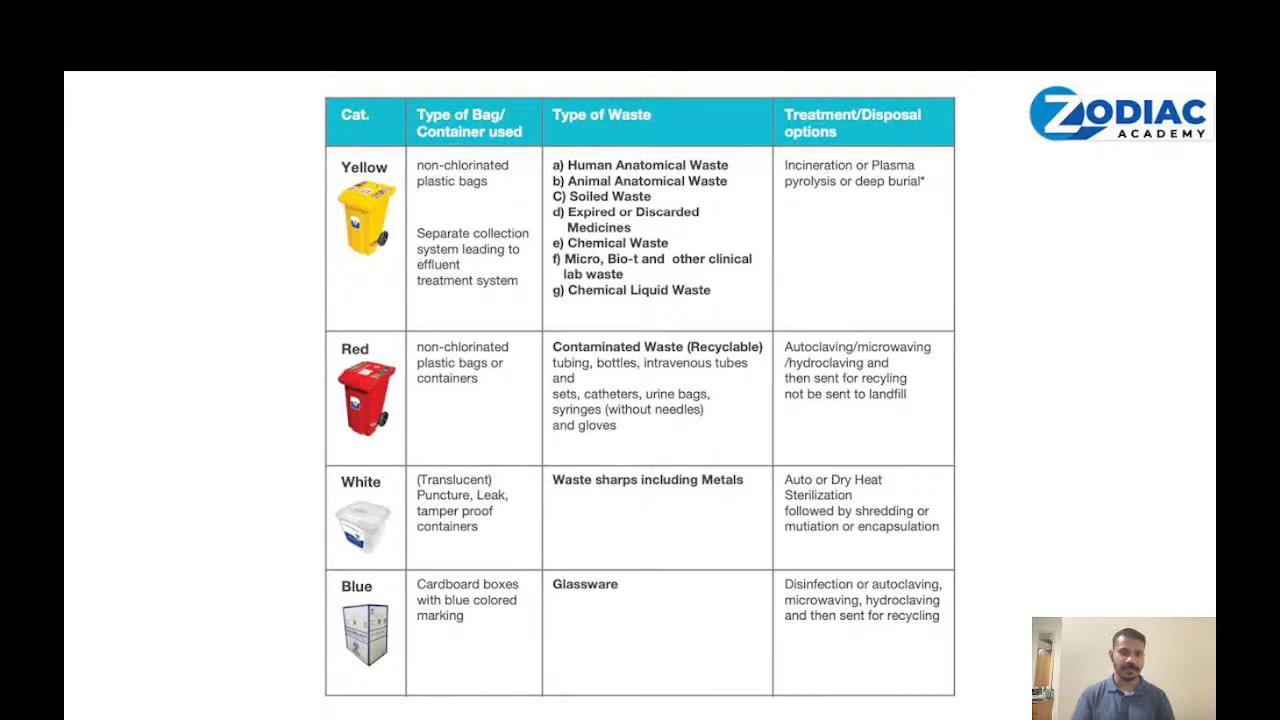 ZODIAC
ACADEMY
Cat.
Type of Bag/
Container used
Type of Waste
Treatment/Disposal
options
Yellow
non-chlorinated
plastic bags
Separate collection
system leading to
effluent
treatment system
a) Human Anatomical Waste
b) Animal Anatomical Waste
C) Soiled Waste
d) Expired or Discarded
Medicines
e) Chemical Waste
f) Micro, Bio-t and other clinical
lab waste
g) Chemical Liquid Waste
Incineration or Plasma
pyrolysis or deep burial*
Red
non-chlorinated
plastic bags or
containers
Contaminated Waste (Recyclable)
tubing, bottles, intravenous tubes
and
sets, catheters, urine bags,
syringes (without needles)
and gloves
Autoclaving/microwaving
/hydroclaving and
then sent for recyling
not be sent to landfill
White
(Translucent)
Puncture, Leak,
tamper proof
containers
Waste sharps including Metals
Auto or Dry Heat
Sterilization
followed by shredding or
mutiation or encapsulation
Blue
Cardboard boxes
with blue colored
marking
Glassware
Disinfection or autoclaving,
microwaving, hydroclaving
and then sent for recycling